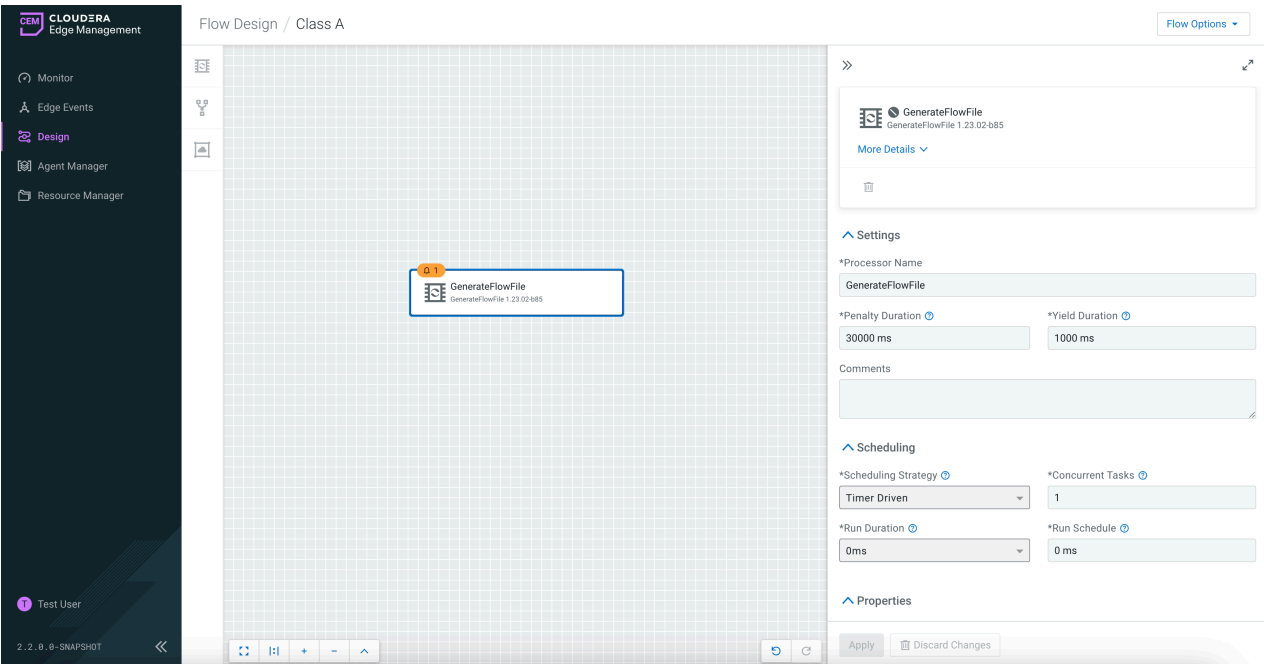 CEM CLOUDERA
Edge Management
Flow Design / Class A
Flow Options
Monitor
Edge Events
Design
Agent Manager
Resource Manager
GenerateFlowFile
GenerateFlowFile 1.23.02-b85
More Details
Settings
*Processor Name
GenerateFlowFile
*Penalty Duration *Yield Duration
30000 ms 1000 ms
Comments
Scheduling
*Scheduling Strategy *Concurrent Tasks
Timer Driven 1
*Run Duration *Run Schedule
0ms 0 ms
Properties
Apply Discard Changes
1
GenerateFlowFile
GenerateFlowFile 1.23.02-b85
T Test User
2.2.0.0-SNAPSHOT